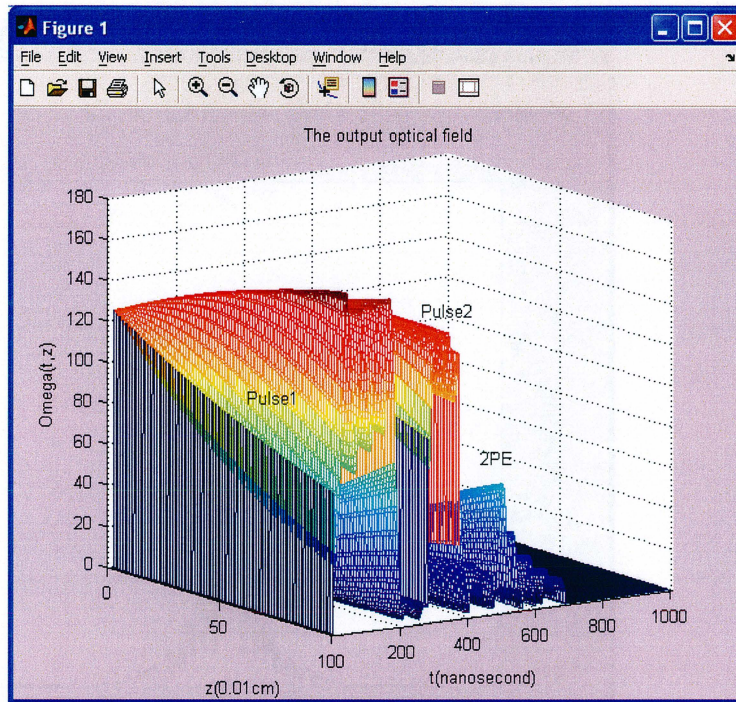 Figure 1
File Edit View Insert Tools Desktop Window Help
The output optical field
180
160
140
120
100
80
60
40
20
0
Omega(t,z)
Pulse1
Pulse2
2PE
0
50
100
z(0.01cm)
200
400
600
800
1000
t(nanosecond)